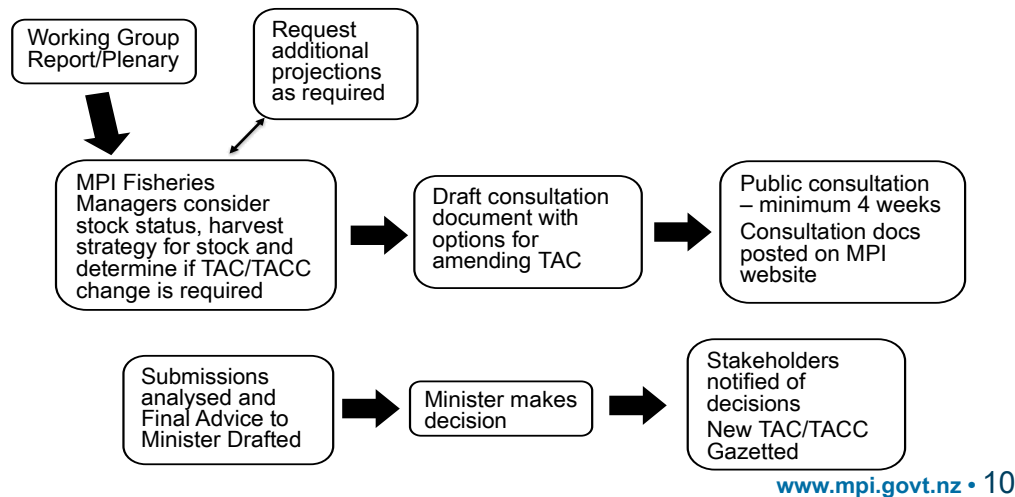 Working Group
Report/Plenary
Request
additional
projections
as required
MPI Fisheries
Managers consider
stock status, harvest
strategy for stock and
determine if TAC/TACC
change is required
Draft consultation
document with
options for
amending TAC
Public consultation
– minimum 4 weeks
Consultation docs
posted on MPI
website
Submissions
analysed and
Final Advice to
Minister Drafted
Minister makes
decision
Stakeholders
notified of
decisions
New TAC/TACC
Gazetted
www.mpi.govt.nz • 10